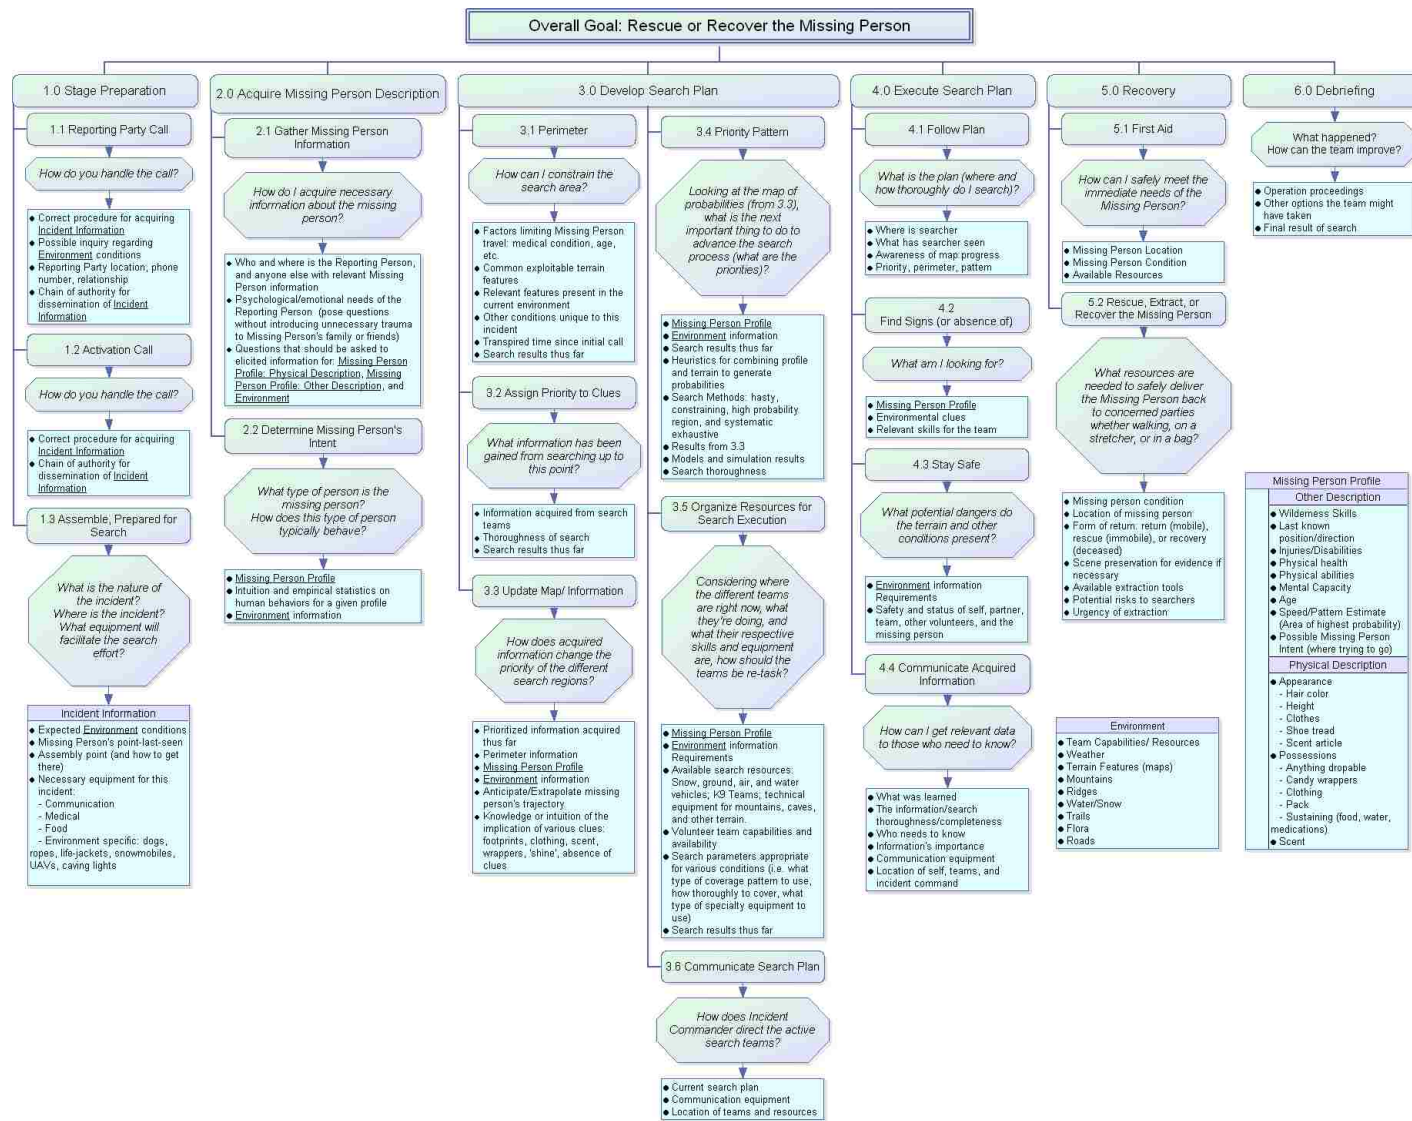 Overall Goal: Rescue or Recover the Missing Person
1.0 Stage Preparation
1.1 Reporting Party Call
How do you handle the call?
● Correct procedure for acquiring
Incident Information
● Possible inquiry regarding
Environment conditions
● Reporting Party location, phone
number, relationship
● Chain of authority for
dissemination of Incident
Information
1.2 Activation Call
How do you handle the call?
● Correct procedure for acquiring
Incident Information
● Chain of authority for
dissemination of Incident
Information
1.3 Assemble, Prepared for
Search
What is the nature of
the incident?
Where is the incident?
What equipment will
facilitate the search
effort?
Incident Information
● Expected Environment conditions
● Missing Person's point-last-seen
● Assembly point (and how to get
there)
● Necessary equipment for this
incident:
- Communication
- Medical
- Food
- Environment specific: dogs,
ropes, life-jackets, snowmobiles,
UAVs, caving lights
2.0 Acquire Missing Person Description
2.1 Gather Missing Person
Information
How do I acquire necessary
information about the missing
person?
● Who and where is the Reporting Person,
and anyone else with relevant Missing
Person information
● Psychological/emotional needs of the
Reporting Person (pose questions
without introducing unnecessary trauma
to Missing Person's family or friends)
● Questions that should be asked to
elicited information for: Missing Person
Profile: Physical Description, Missing
Person Profile: Other Description, and
Environment
2.2 Determine Missing Person's
Intent
What type of person is the
missing person?
How does this type of person
typically behave?
● Missing Person Profile
● Intuition and empirical statistics on
human behaviors for a given profile
● Environment information
3.0 Develop Search Plan
3.1 Perimeter
How can I constrain the
search area?
● Factors limiting Missing Person
travel: medical condition, age,
etc.
● Common exploitable terrain
features
● Relevant features present in the
current environment
● Other conditions unique to this
incident
● Transpired time since initial call
● Search results thus far
3.2 Assign Priority to Clues
What information has been
gained from searching up to
this point?
● Information acquired from search
teams
● Thoroughness of search
● Search results thus far
3.3 Update Map/ Information
How does acquired
information change the
priority of the different
search regions?
● Prioritized information acquired
thus far
● Perimeter information
● Missing Person Profile
● Environment information
● Anticipate/Extrapolate missing
person's trajectory
● Knowledge or intuition of the
implication of various clues:
footprints, clothing, scent,
wrappers, 'shine', absence of
clues
3.4 Priority Pattern
Looking at the map of
probabilities (from 3.3),
what is the next
important thing to do to
advance the search
process (what are the
priorities)?
● Missing Person Profile
● Environment information
● Search results thus far
● Heuristics for combining profile
and terrain to generate
probabilities
● Search Methods: hasty,
constraining, high probability
region, and systematic
exhaustive
● Results from 3.3
● Models and simulation results
● Search thoroughness
3.5 Organize Resources for
Search Execution
Considering where
the different teams
are right now, what
they're doing, and
what their respective
skills and equipment
are, how should the
teams be re-task?
● Missing Person Profile
● Environment information
Requirements
● Available search resources:
Snow, ground, air, and water
vehicles; K9 Teams; technical
equipment for mountains, caves,
and other terrain.
● Volunteer team capabilities and
availability
● Search parameters appropriate
for various conditions (i.e. what
type of coverage pattern to use,
how thoroughly to cover, what
type of specialty equipment to
use)
● Search results thus far
3.6 Communicate Search Plan
How does Incident
Commander direct the active
search teams?
● Current search plan
● Communication equipment
● Location of teams and resources
4.0 Execute Search Plan
4.1 Follow Plan
What is the plan (where and
how thoroughly do I search)?
● Where is searcher
● What has searcher seen
● Awareness of map progress
● Priority, perimeter, pattern
4.2
Find Signs (or absence of)
What am I looking for?
● Missing Person Profile
● Environmental clues
● Relevant skills for the team
4.3 Stay Safe
What potential dangers do
the terrain and other
conditions present?
● Environment information
Requirements
● Safety and status of self, partner,
team, other volunteers, and the
missing person
4.4 Communicate Acquired
Information
How can I get relevant data
to those who need to know?
● What was learned
● The information/search
thoroughness/completeness
● Who needs to know
● Information's importance
● Communication equipment
● Location of self, teams, and
incident command
5.0 Recovery
5.1 First Aid
How can I safely meet the
immediate needs of the
Missing Person?
● Missing Person Location
● Missing Person Condition
● Available Resources
5.2 Rescue, Extract, or
Recover the Missing Person
What resources are
needed to safely deliver
the Missing Person back
to concerned parties
whether walking, on a
stretcher, or in a bag?
● Missing person condition
● Location of missing person
● Form of return: return (mobile),
rescue (immobile), or recovery
(deceased)
● Scene preservation for evidence if
necessary
● Available extraction tools
● Potential risks to searchers
● Urgency of extraction
Environment
● Team Capabilities/ Resources
● Weather
● Terrain Features (maps)
● Mountains
● Ridges
● Water/Snow
● Trails
● Flora
● Roads
6.0 Debriefing
What happened?
How can the team improve?
● Operation proceedings
● Other options the team might
have taken
● Final result of search
Missing Person Profile
Other Description
● Wilderness Skills
● Last known
position/direction
● Injuries/Disabilities
● Physical health
● Physical abilities
● Mental Capacity
● Age
● Speed/Pattern Estimate
(Area of highest probability)
● Possible Missing Person
Intent (where trying to go)
Physical Description
● Appearance
- Hair color
- Height
- Clothes
- Shoe tread
- Scent article
● Possessions
- Anything dropable
- Candy wrappers
- Clothing
- Pack
- Sustaining (food, water,
medications)
● Scent